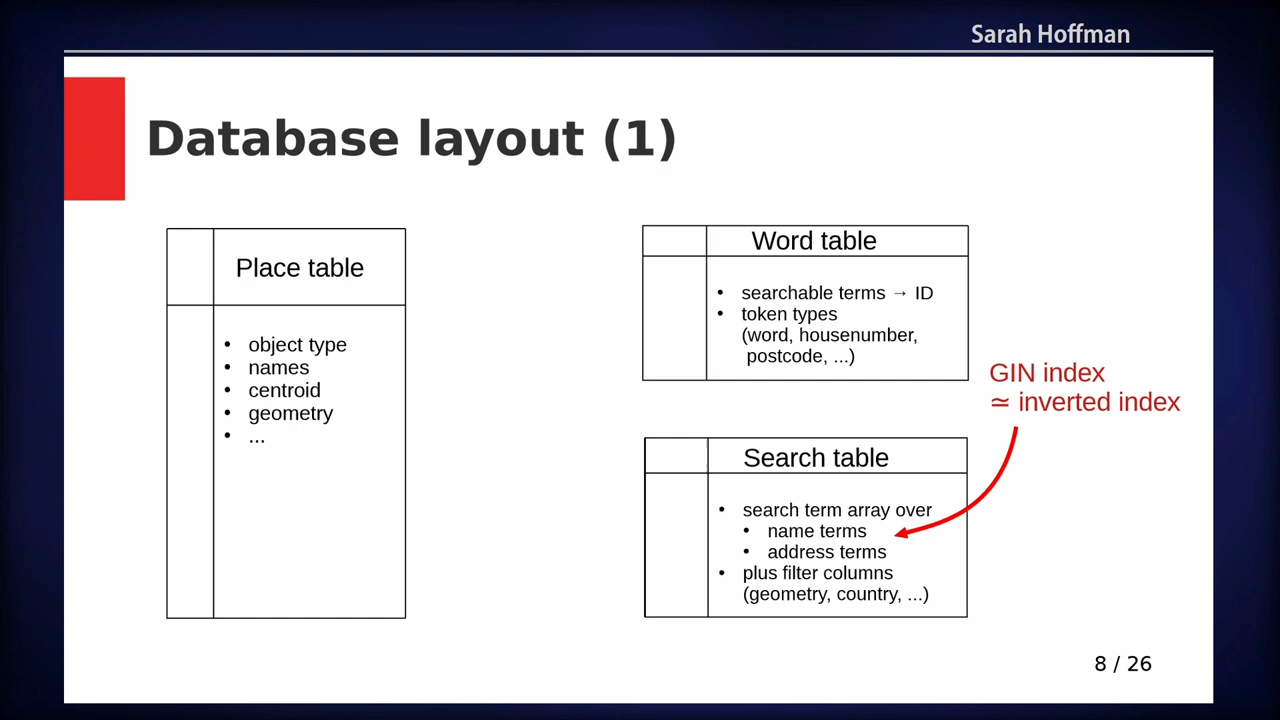 Sarah Hoffman
Database layout (1)
Place table
• object type
• names
• centroid
• geometry
• ...
Word table
• searchable terms → ID
• token types
(word, housenumber,
postcode, ...)
GIN index
≃ inverted index
Search table
• search term array over
• name terms
• address terms
• plus filter columns
(geometry, country, ...)
8 / 26